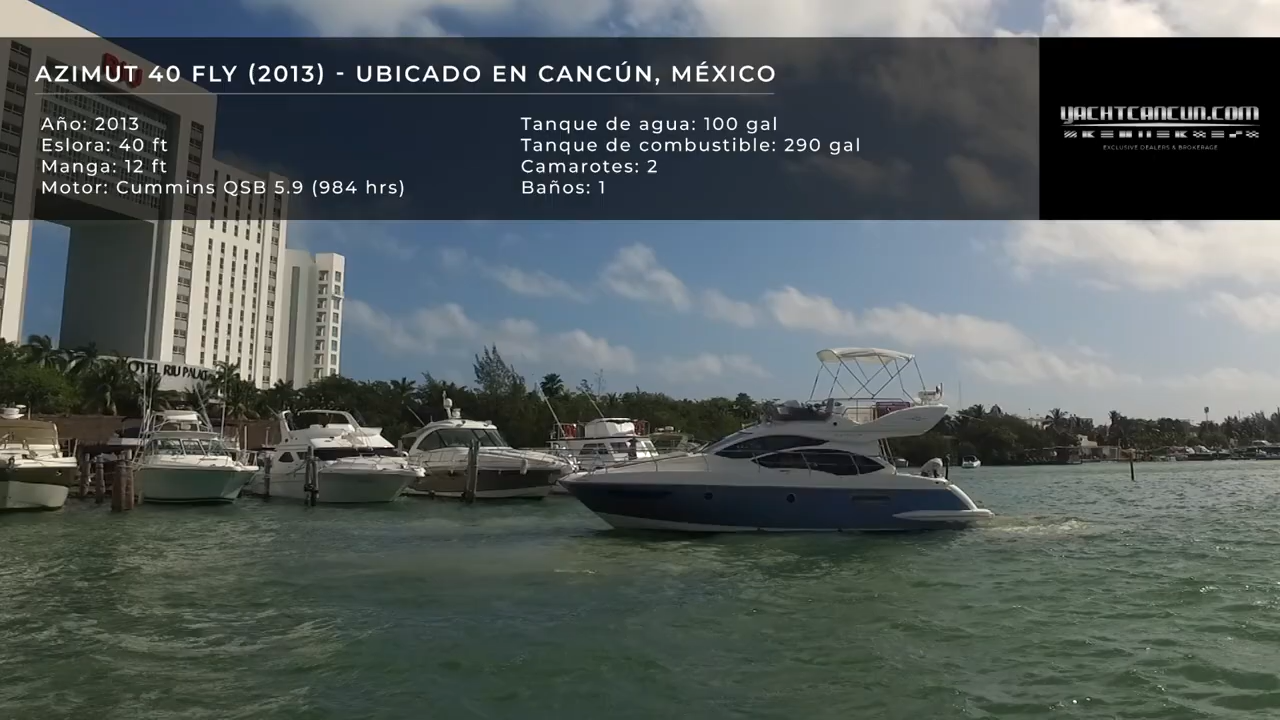 AZIMUT 40 FLY (2013) - UBICADO EN CANCÚN, MÉXICO
Año: 2013
Eslora: 40 ft
Manga: 12 ft
Motor: Cummins QSB 5.9 (984 hrs)
Tanque de agua: 100 gal
Tanque de combustible: 290 gal
Camarotes: 2
Baños: 1
YACHTCANCUN.COM
EXCLUSIVE DEALERS & BROKERAGE
Riu
OTEL RIU PALACE